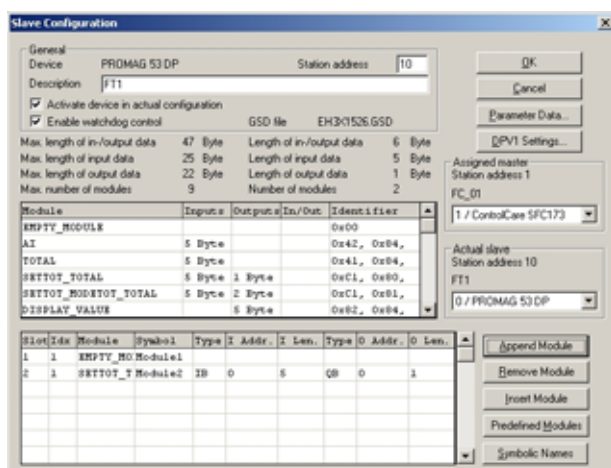 Slave Configuration
General
Device PROMAG 53 DP Station address 10
Description FT1
Activate device in actual configuration
Enable watchdog control GSD file EH3X1526.GSD
Max. length of in-/output data 47 Byte Length of in-/output data 6 Byte
Max. length of input data 25 Byte Length of input data 5 Byte
Max. length of output data 22 Byte Length of output data 1 Byte
Max. number of modules 9 Number of modules 2
Module Inputs Outputs In/Out Identifier
EMPTY_MODULE 0x00
AI 5 Byte 0x42, 0x84,
TOTAL 5 Byte 0x41, 0x84,
SETTOT_TOTAL 5 Byte 1 Byte 0xC1, 0x80,
SETTOT_MODETOT_TOTAL 5 Byte 2 Byte 0xC1, 0x81,
DISPLAY_VALUE 5 Byte 0x82, 0x84,
Slot Idx Module Symbol Type I Addr. I Len. Type O Addr. O Len.
1 1 EMPTY_MO Module1
2 1 SETTOT_T Module2 IB 0 5 QB 0 1
OK
Cancel
Parameter Data...
DPV1 Settings...
Assigned master
Station address 1
FC_01
1 / ControlCare SFC173
Actual slave
Station address 10
FT1
0 / PROMAG 53 DP
Append Module
Remove Module
Insert Module
Predefined Modules
Symbolic Names